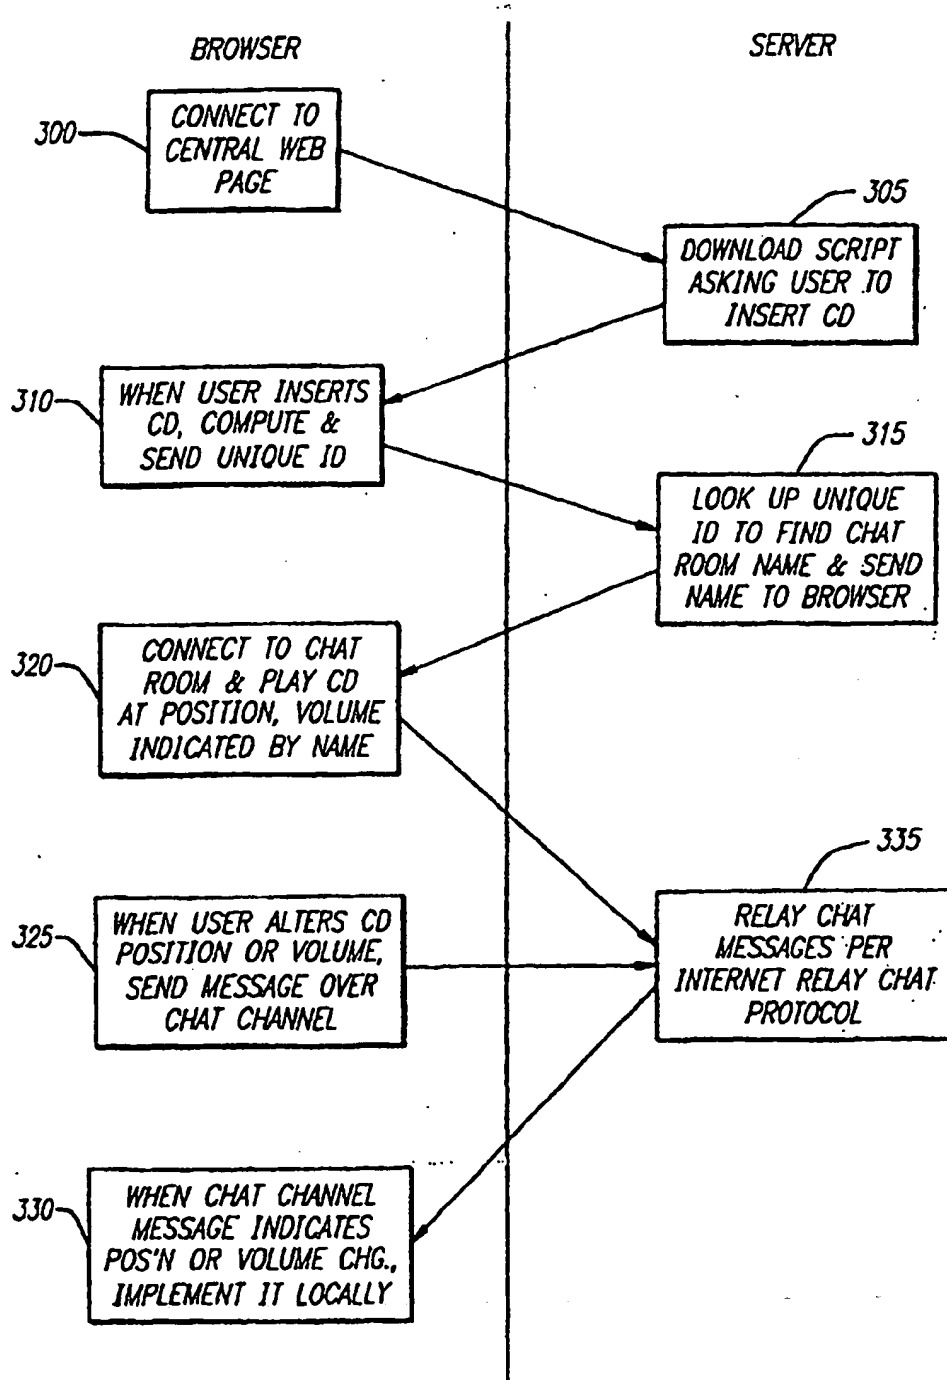 BROWSER
SERVER
300
CONNECT TO
CENTRAL WEB
PAGE
305
DOWNLOAD SCRIPT
ASKING USER TO
INSERT CD
310
WHEN USER INSERTS
CD, COMPUTE &
SEND UNIQUE ID
315
LOOK UP UNIQUE
ID TO FIND CHAT
ROOM NAME & SEND
NAME TO BROWSER
320
CONNECT TO CHAT
ROOM & PLAY CD
AT POSITION, VOLUME
INDICATED BY NAME
335
RELAY CHAT
MESSAGES PER
INTERNET RELAY CHAT
PROTOCOL
325
WHEN USER ALTERS CD
POSITION OR VOLUME,
SEND MESSAGE OVER
CHAT CHANNEL
330
WHEN CHAT CHANNEL
MESSAGE INDICATES
POS'N OR VOLUME CHG.,
IMPLEMENT IT LOCALLY